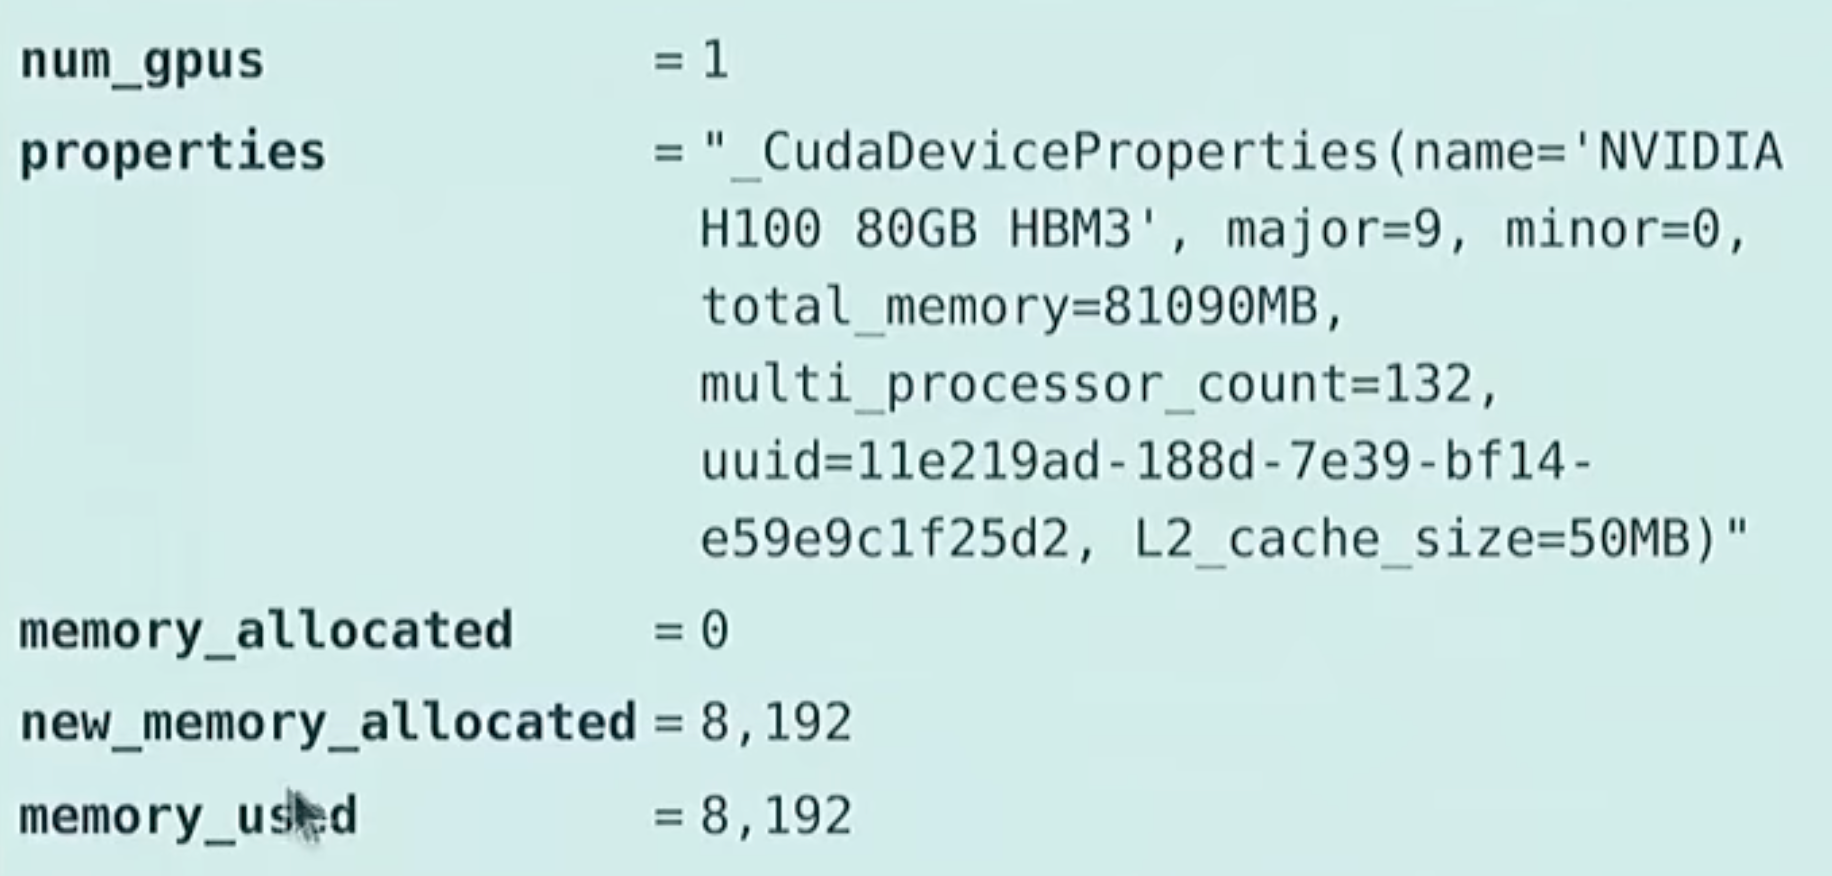 num_gpus = 1
properties = "_CudaDeviceProperties(name='NVIDIA
H100 80GB HBM3', major=9, minor=0,
total_memory=81090MB,
multi_processor_count=132,
uuid=11e219ad-188d-7e39-bf14-
e59e9c1f25d2, L2_cache_size=50MB)"
memory_allocated = 0
new_memory_allocated = 8,192
memory_used = 8,192